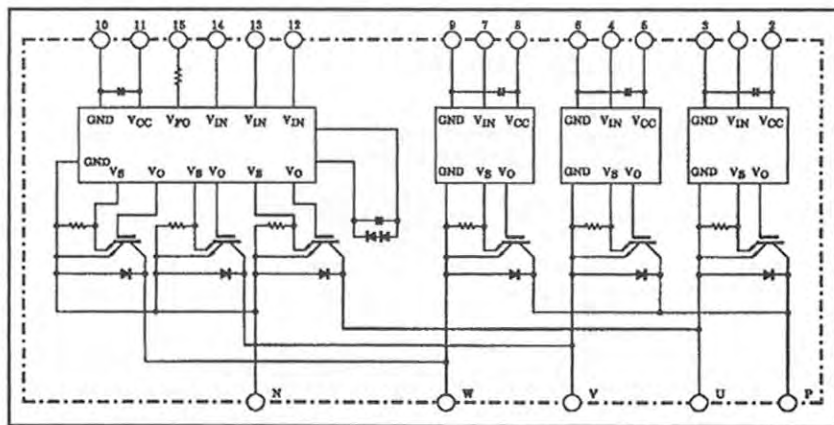 10 11 15 14 13 12 9 7 8 6 4 5 3 1 2
GND VCC VFO VIN VIN VIN GND VIN VCC GND VIN VCC GND VIN VCC
GND
VS VO VS VO VS VO GND VS VO GND VS VO GND VS VO
N W V U P